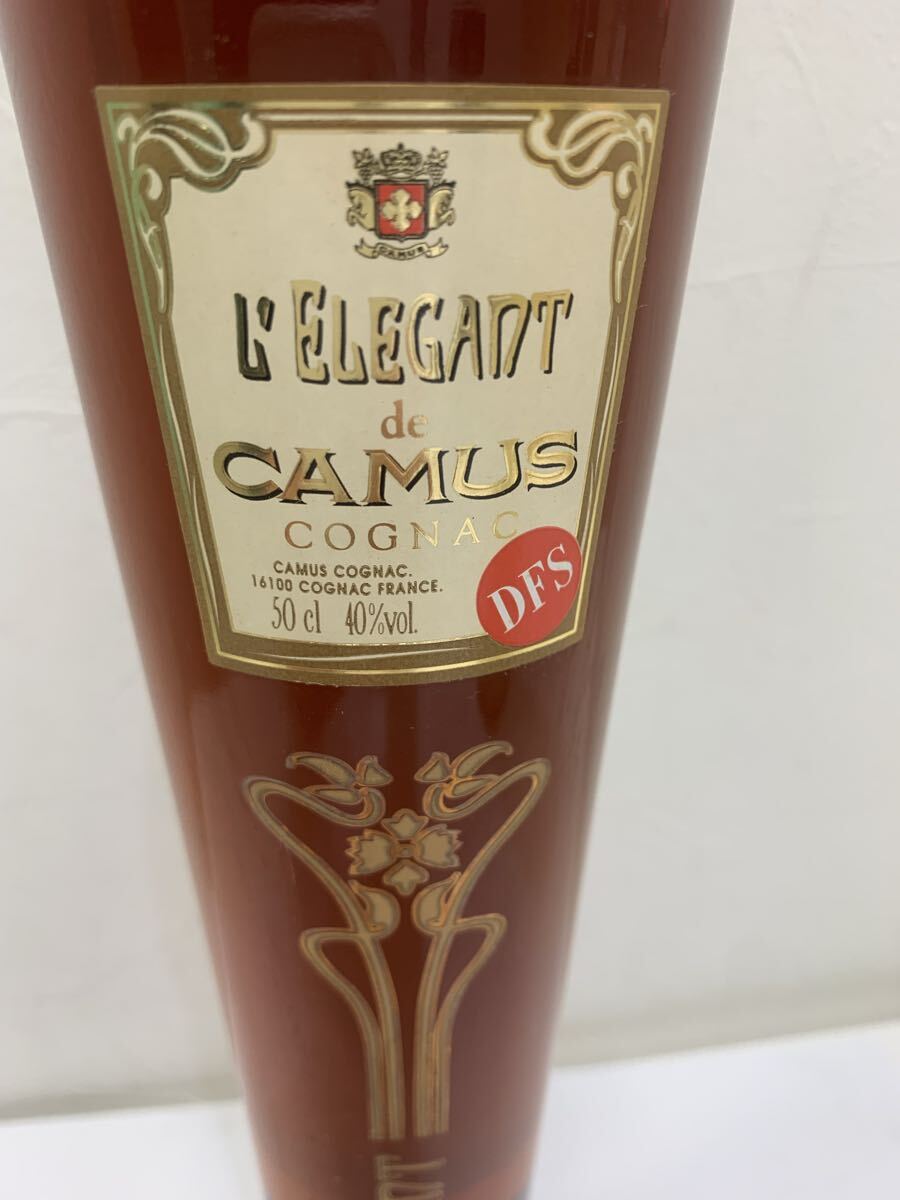 CAMUS
L'ELEGANT
de
CAMUS
COGNAC
CAMUS COGNAC.
16100 COGNAC FRANCE.
50 cl 40%vol.
DFS